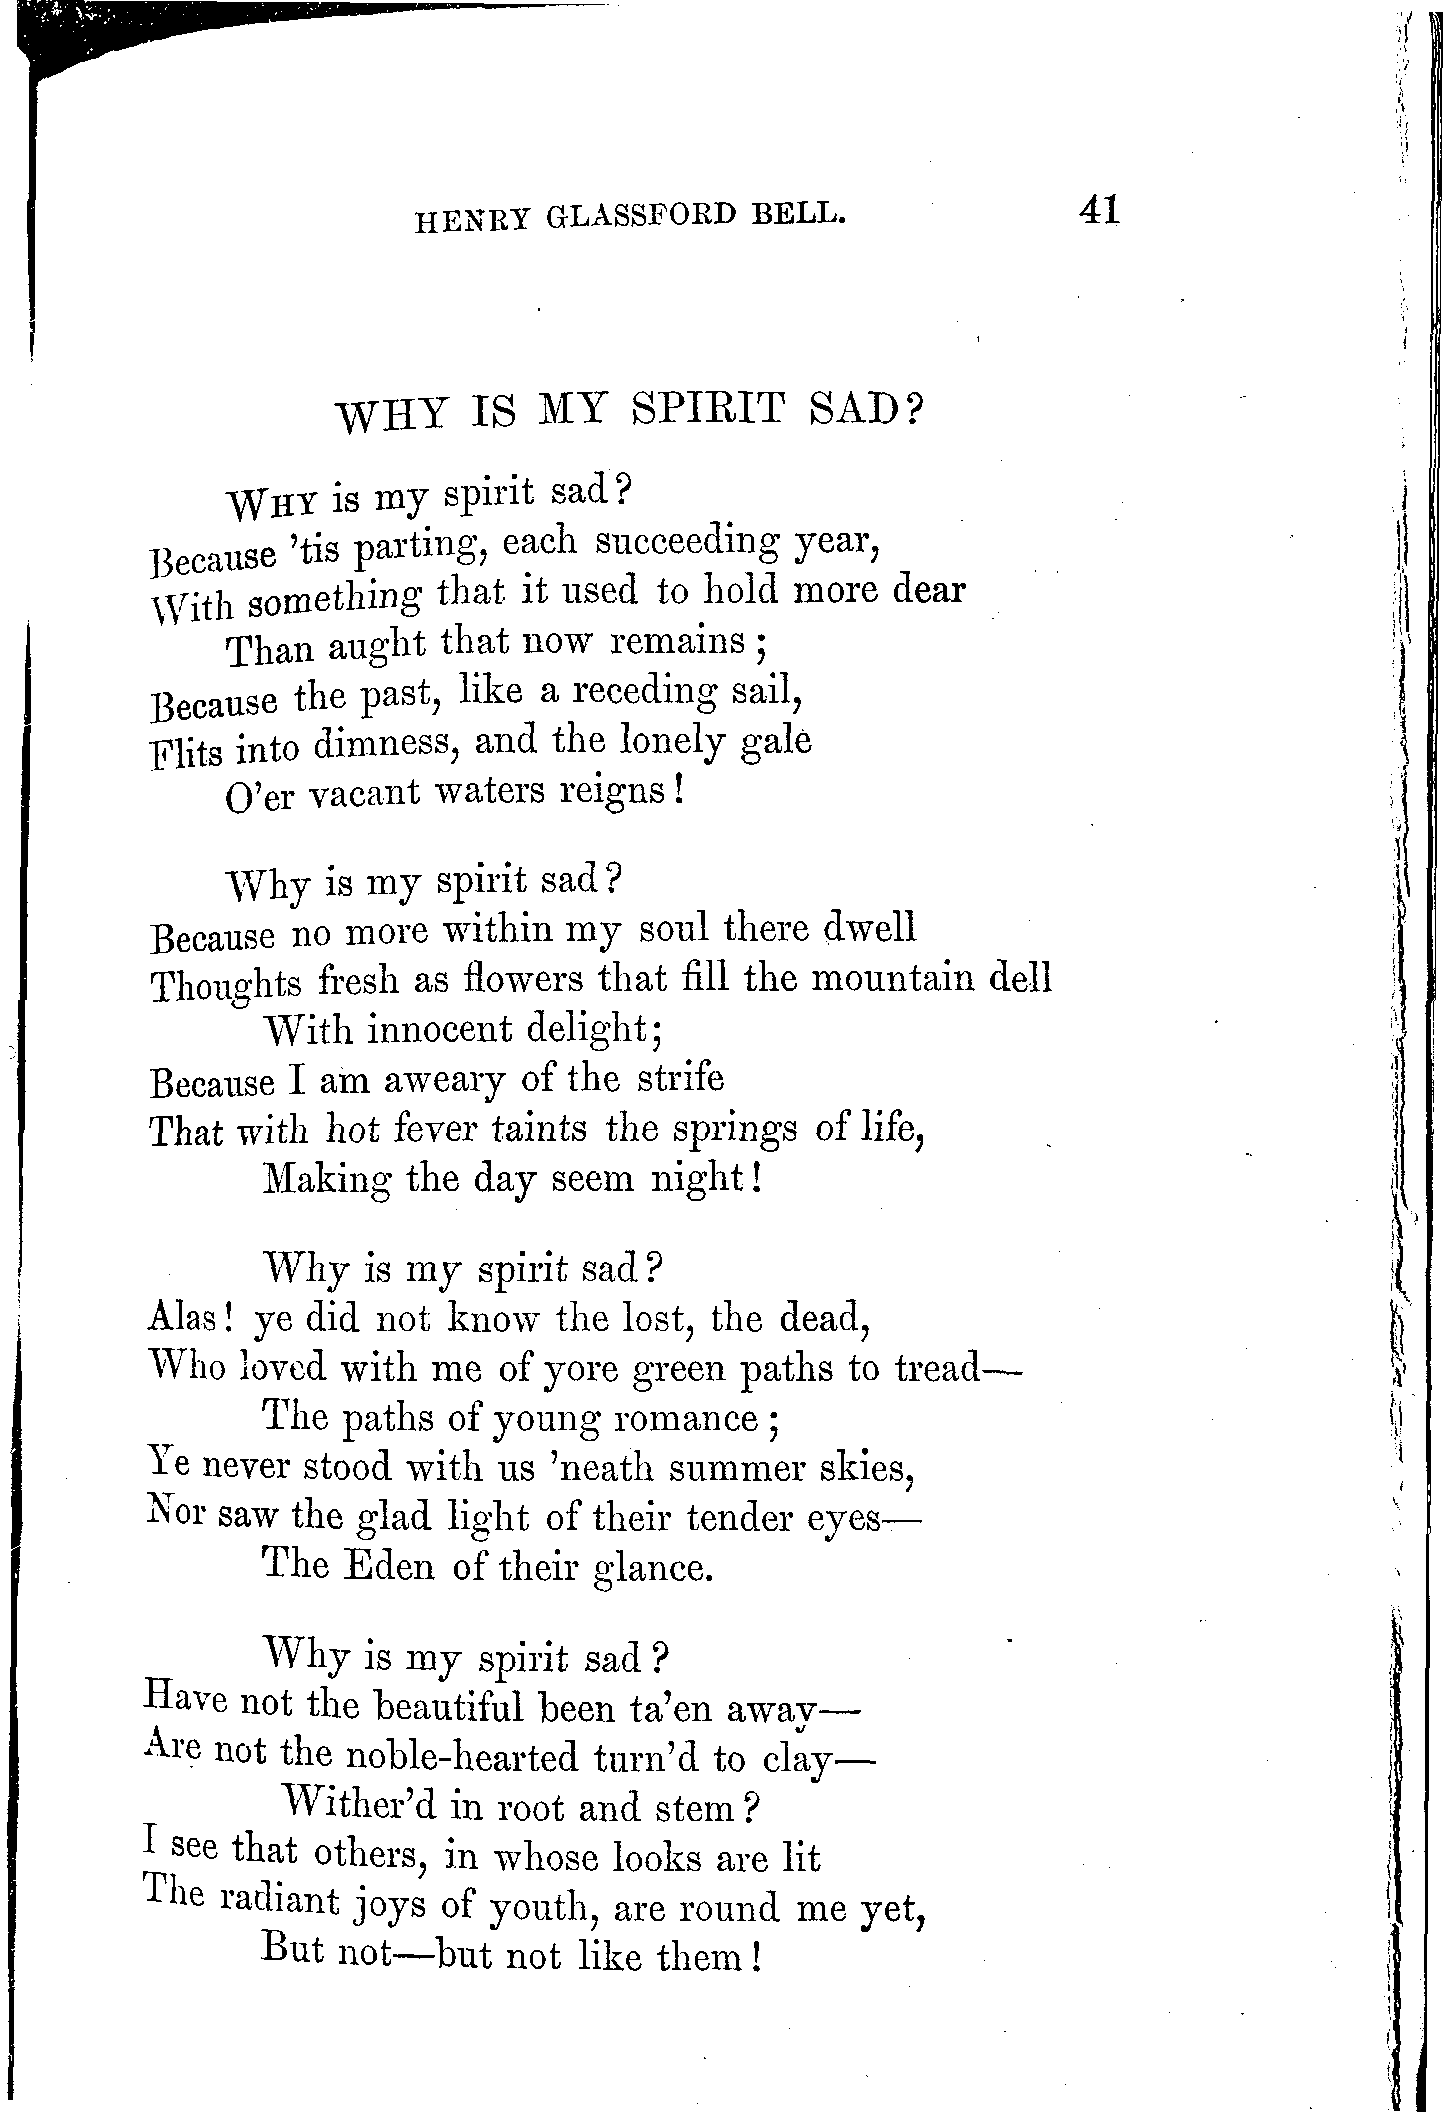 HENRY GLASSFORD BELL. 41
WHY IS MY SPIRIT SAD?
WHY is my spirit sad?
Because 'tis parting, each succeeding year,
With something that it used to hold more dear
Than aught that now remains;
Because the past, like a receding sail,
Flits into dimness, and the lonely gale
O'er vacant waters reigns!
Why is my spirit sad?
Because no more within my soul there dwell
Thoughts fresh as flowers that fill the mountain dell
With innocent delight;
Because I am aweary of the strife
That with hot fever taints the springs of life,
Making the day seem night!
Why is my spirit sad?
Alas! ye did not know the lost, the dead,
Who loved with me of yore green paths to tread—
The paths of young romance;
Ye never stood with us 'neath summer skies,
Nor saw the glad light of their tender eyes—
The Eden of their glance.
Why is my spirit sad?
Have not the beautiful been ta'en away—
Are not the noble-hearted turn'd to clay—
Wither'd in root and stem?
I see that others, in whose looks are lit
The radiant joys of youth, are round me yet,
But not—but not like them!